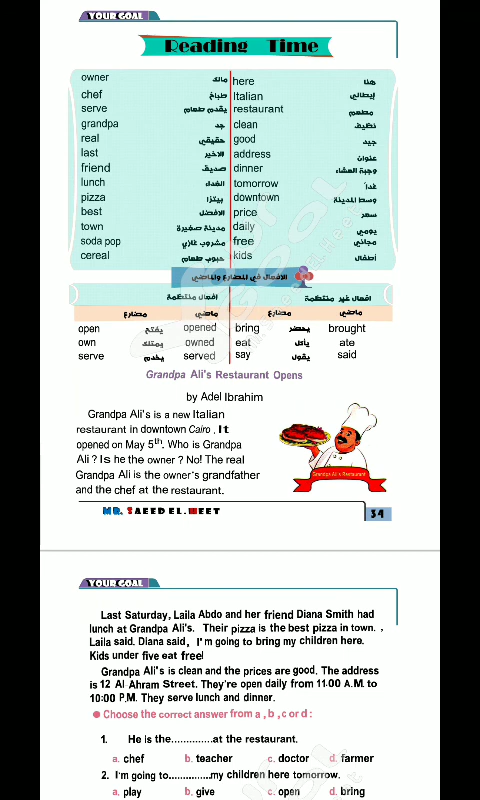 YOUR GOAL
Reading Time
owner مالك here هنا
chef طباخ Italian إيطالي
serve يقدم طعام restaurant مطعم
grandpa جد clean نظيف
real حقيقي good جيد
last الاخير address عنوان
friend صديق dinner وجبة العشاء
lunch الغداء tomorrow غداً
pizza بيتزا downtown وسط المدينة
best الافضل price سعر
town مدينة صغيرة daily يومي
soda pop مشروب غازي free مجاني
cereal حبوب طعام kids أطفال
الافعال في المضارع والماضي
افعال منتظمة افعال غير منتظمة
مضارع ماضي مضارع ماضي
open يفتح opened bring يحضر brought
own يمتلك owned eat يأكل ate
serve يخدم served say يقول said
Grandpa Ali's Restaurant Opens
by Adel Ibrahim
Grandpa Ali's is a new Italian
restaurant in downtown Cairo . It
opened on May 5th. Who is Grandpa
Ali ? Is he the owner ? No! The real
Grandpa Ali is the owner's grandfather
and the chef at the restaurant.
Grandpa Ali's Restaurant
MR. SAEED EL.WEET
34
YOUR GOAL
Last Saturday, Laila Abdo and her friend Diana Smith had
lunch at Grandpa Ali's. Their pizza is the best pizza in town. ,
Laila said. Diana said, I'm going to bring my children here.
Kids under five eat free!
Grandpa Ali's is clean and the prices are good. The address
is 12 Al Ahram Street. They're open daily from 11:00 A.M. to
10:00 P.M. They serve lunch and dinner.
Choose the correct answer from a , b , c or d :
1. He is the.............at the restaurant.
a. chef b. teacher c. doctor d. farmer
2. I'm going to..............my children here tomorrow.
a. play b. give c. open d. bring